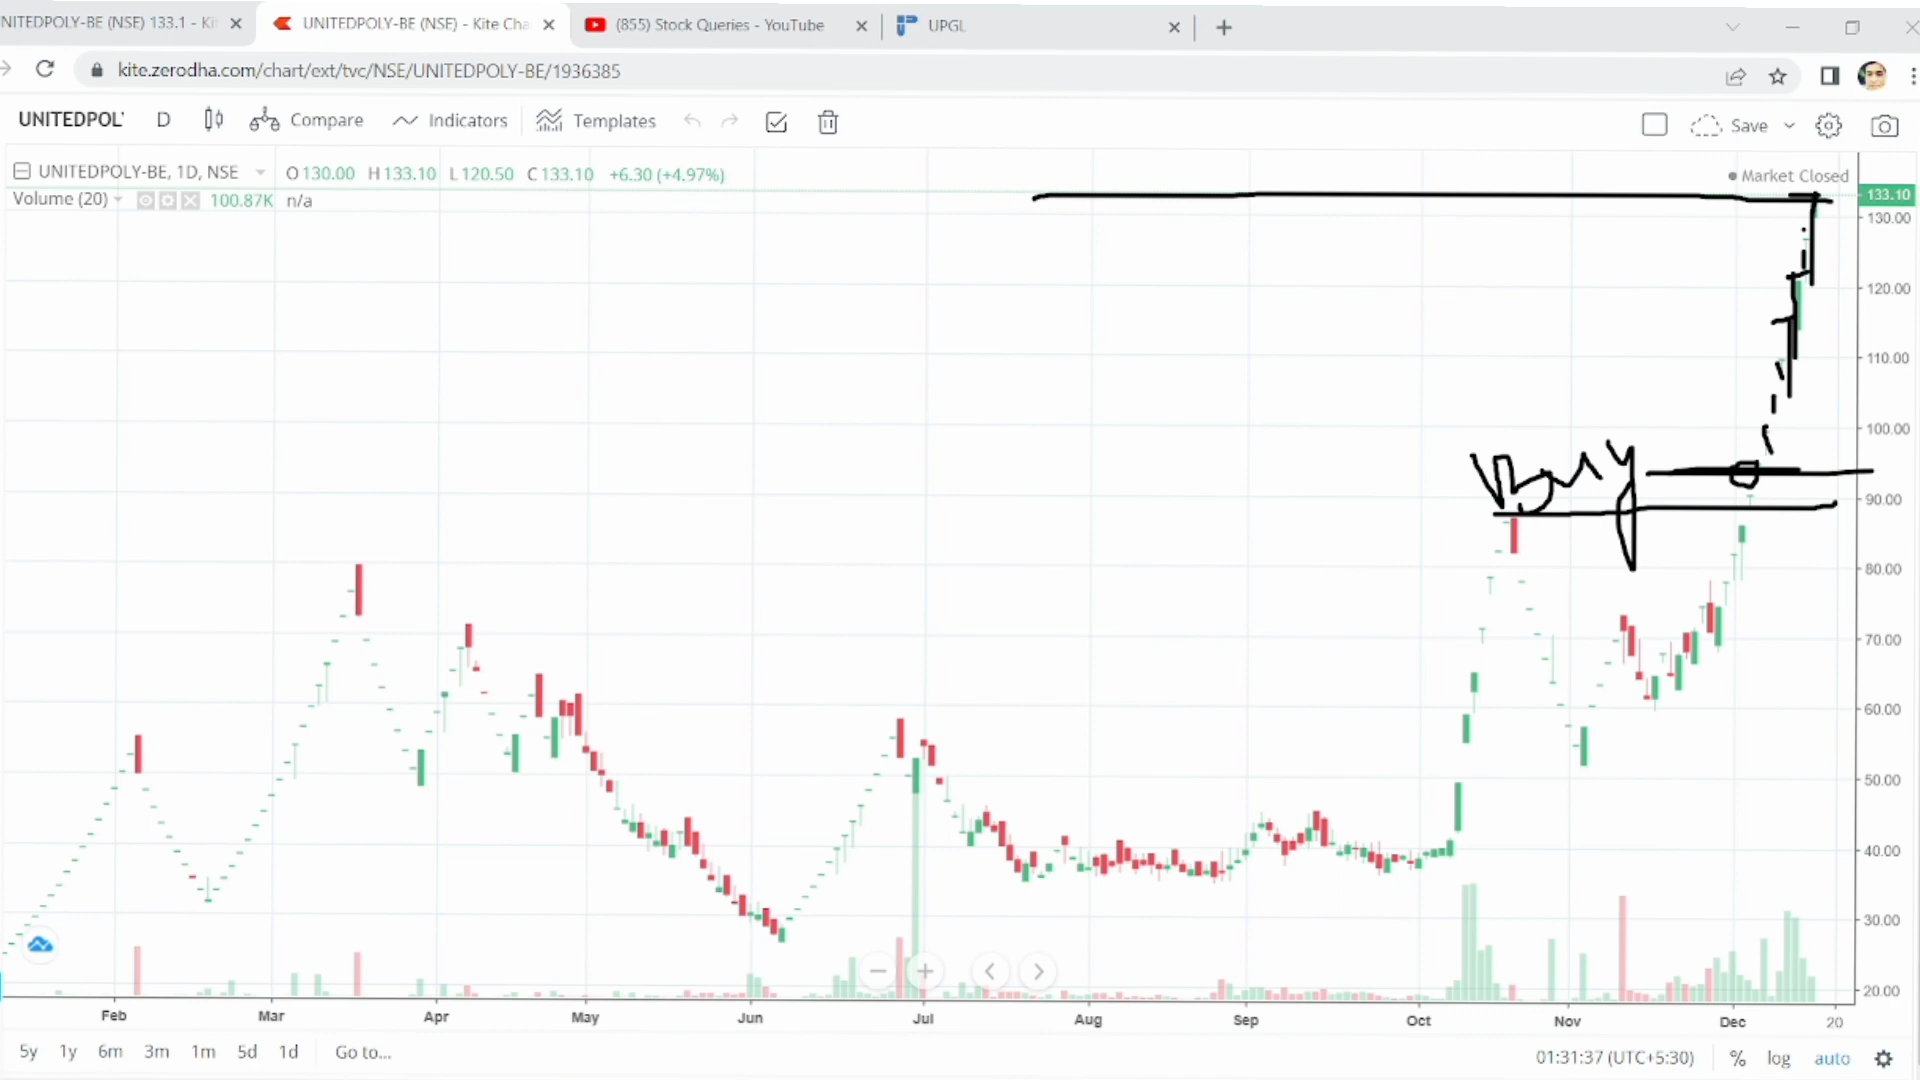 NITEDPOLY-BE (NSE) 133.1 - Ki
UNITEDPOLY-BE (NSE) - Kite Cha
(855) Stock Queries - YouTube
UPGL
kite.zerodha.com/chart/ext/tvc/NSE/UNITEDPOLY-BE/1936385
UNITEDPOL' D Compare Indicators Templates Save
UNITEDPOLY-BE, 1D, NSE O 130.00 H 133.10 L 120.50 C 133.10 +6.30 (+4.97%)
Market Closed
Volume (20) 100.87K n/a
133.10
130.00
120.00
110.00
100.00
Buy
90.00
80.00
70.00
60.00
50.00
40.00
30.00
20.00
Feb Mar Apr May Jun Jul Aug Sep Oct Nov Dec 20
5y 1y 6m 3m 1m 5d 1d Go to... 01:31:37 (UTC+5:30) % log auto